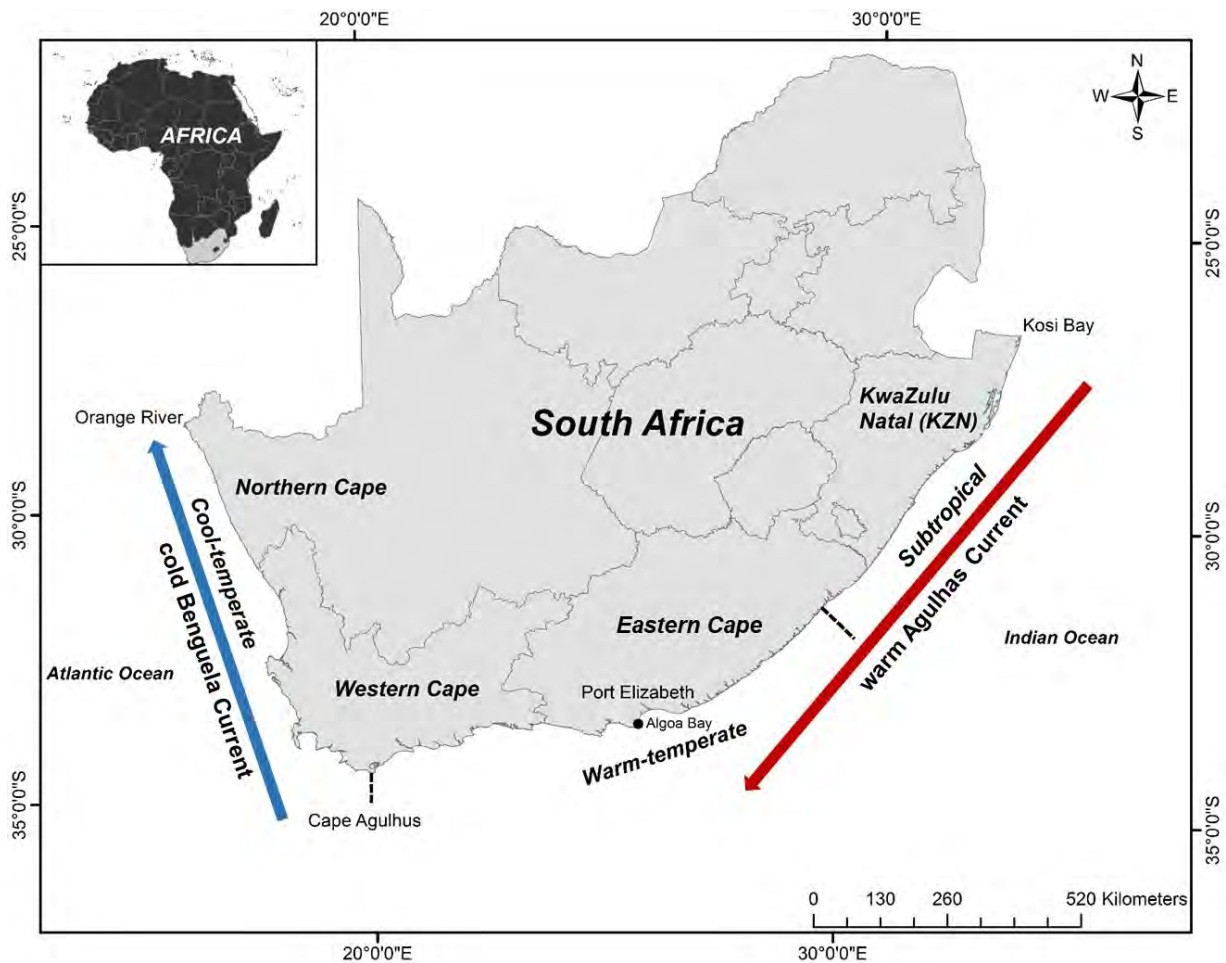 20°0'0"E
30°0'0"E
AFRICA
N
W
E
S
25°0'0"S
25°0'0"S
Kosi Bay
Orange River
South Africa
KwaZulu
Natal (KZN)
Northern Cape
30°0'0"S
30°0'0"S
Cool-temperate
cold Benguela Current
Subtropical
warm Agulhas Current
Atlantic Ocean
Indian Ocean
Eastern Cape
Western Cape
Port Elizabeth
Algoa Bay
Warm-temperate
Cape Agulhus
35°0'0"S
35°0'0"S
0 130 260 520 Kilometers
20°0'0"E
30°0'0"E